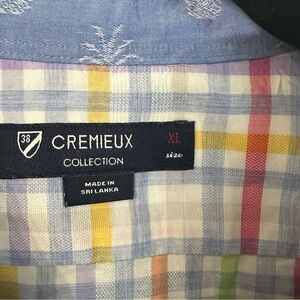 38 CREMIEUX XL
COLLECTION size
MADE IN
SRI LANKA